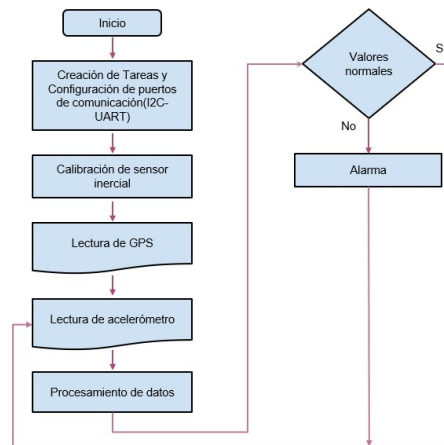 Inicio
Creación de Tareas y
Configuración de puertos
de comunicación(I2C-
UART)
Calibración de sensor
inercial
Lectura de GPS
Lectura de acelerómetro
Procesamiento de datos
Valores
normales
S
No
Alarma